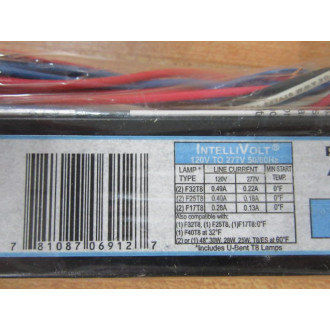 INTELLIVOLT®
120V TO 277V 50/60Hz
LAMP * TYPE LINE CURRENT MIN START TEMP.
120V 277V
(2) F32T8 0.49A 0.22A 0°F
(2) F25T8 0.40A 0.18A 0°F
(2) F17T8 0.28A 0.13A 0°F
Also compatible with:
(1) F32T8, (1) F25T8, (1)F17T8: 0°F
(1) F40T8 at 32°F
(2) or (1) 48" 30W, 28W, 25W, T8/ES at 60°F
*Includes U-Bent T8 Lamps
7 81087 06912 7